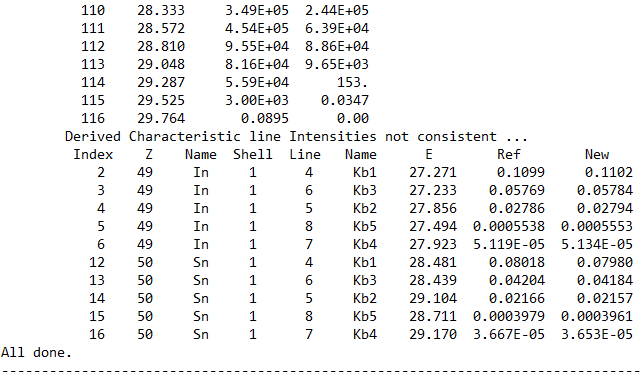 110 28.333 3.49E+05 2.44E+05
111 28.572 4.54E+05 6.39E+04
112 28.810 9.55E+04 8.86E+04
113 29.048 8.16E+04 9.65E+03
114 29.287 5.59E+04 153.
115 29.525 3.00E+03 0.0347
116 29.764 0.0895 0.00
Derived Characteristic line Intensities not consistent ...
Index Z Name Shell Line Name E Ref New
2 49 In 1 4 Kb1 27.271 0.1099 0.1102
3 49 In 1 6 Kb3 27.233 0.05769 0.05784
4 49 In 1 5 Kb2 27.856 0.02786 0.02794
5 49 In 1 8 Kb5 27.494 0.0005538 0.0005553
6 49 In 1 7 Kb4 27.923 5.119E-05 5.134E-05
12 50 Sn 1 4 Kb1 28.481 0.08018 0.07980
13 50 Sn 1 6 Kb3 28.439 0.04204 0.04184
14 50 Sn 1 5 Kb2 29.104 0.02166 0.02157
15 50 Sn 1 8 Kb5 28.711 0.0003979 0.0003961
16 50 Sn 1 7 Kb4 29.170 3.667E-05 3.653E-05
All done.
--------------------------------------------------------------------------------